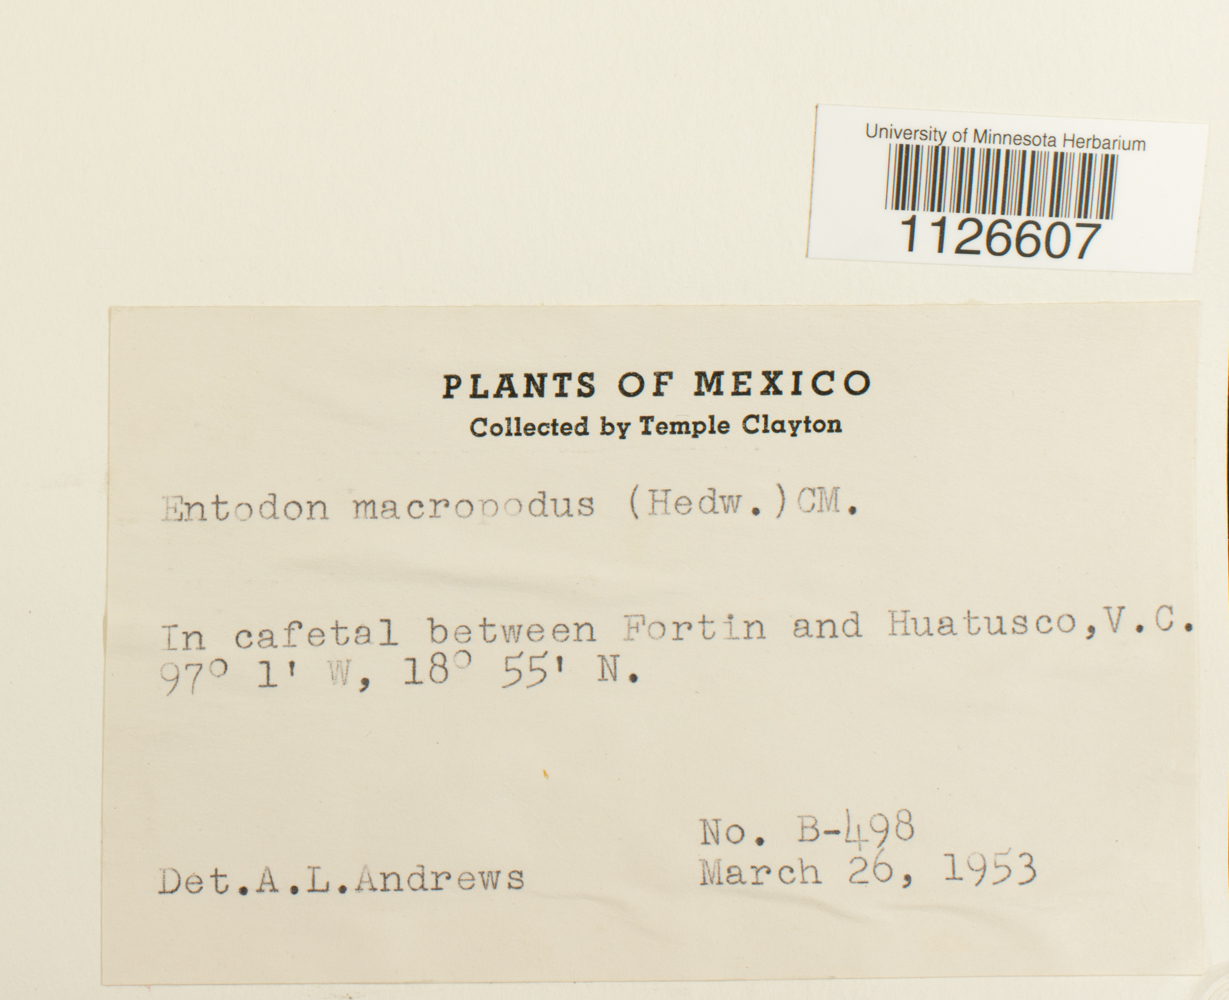 University of Minnesota Herbarium
1126607
PLANTS OF MEXICO
Collected by Temple Clayton
Entodon macropodus (Hedw.)CM.
In cafetal between Fortin and Huatusco,V.C.
97° 1' W, 18° 55' N.
No. B-498
Det.A.L.Andrews
March 26, 1953